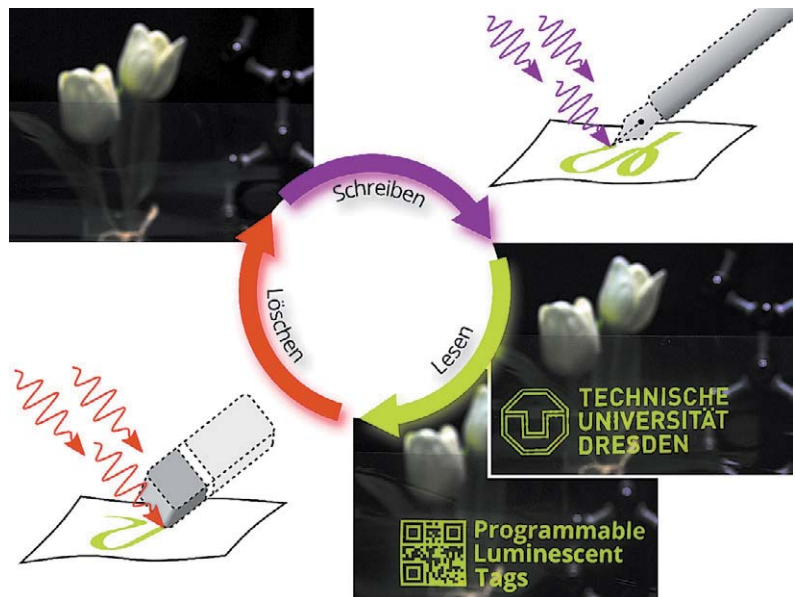 Schreiben
Löschen
Lesen
TECHNISCHE
UNIVERSITÄT
DRESDEN
Programmable
Luminescent
Tags